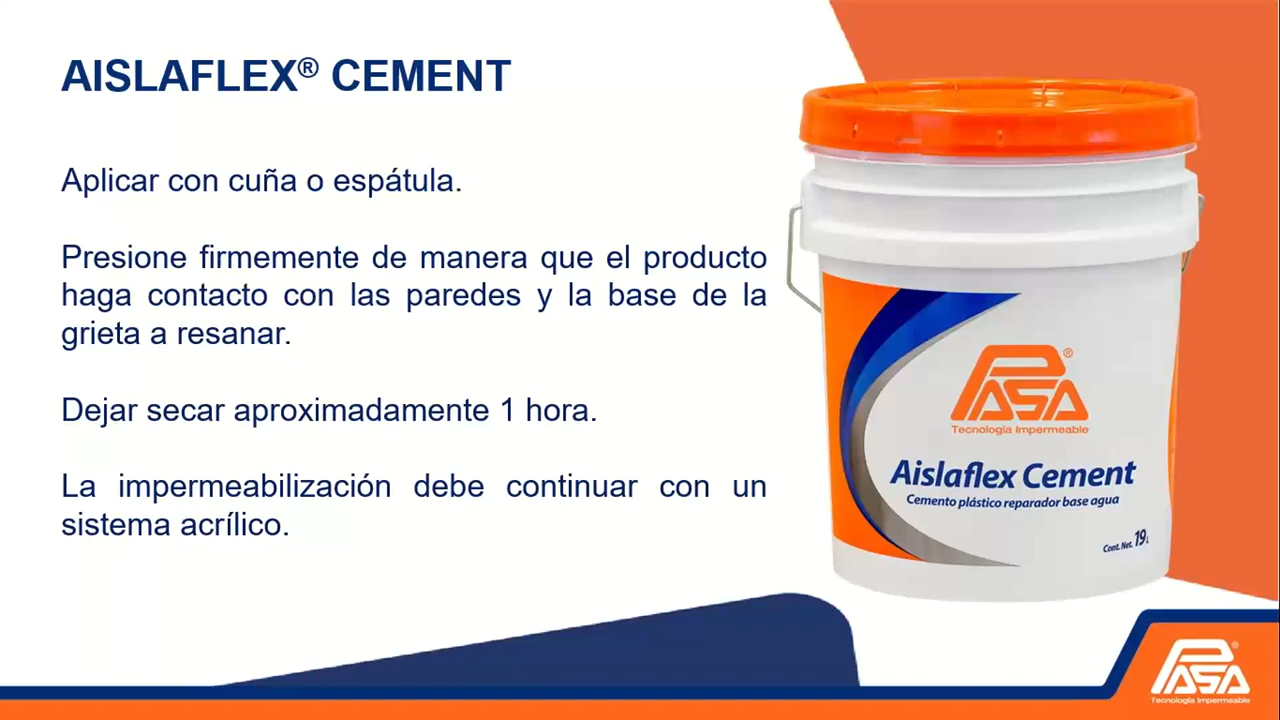 AISLAFLEX® CEMENT
Aplicar con cuña o espátula.
Presione firmemente de manera que el producto
haga contacto con las paredes y la base de la
grieta a resanar.
Dejar secar aproximadamente 1 hora.
La impermeabilización debe continuar con un
sistema acrílico.
PASA®
Tecnología Impermeable
Aislaflex Cement
Cemento plástico reparador base agua
Cont. Net. 19 L
PASA®
Tecnología Impermeable